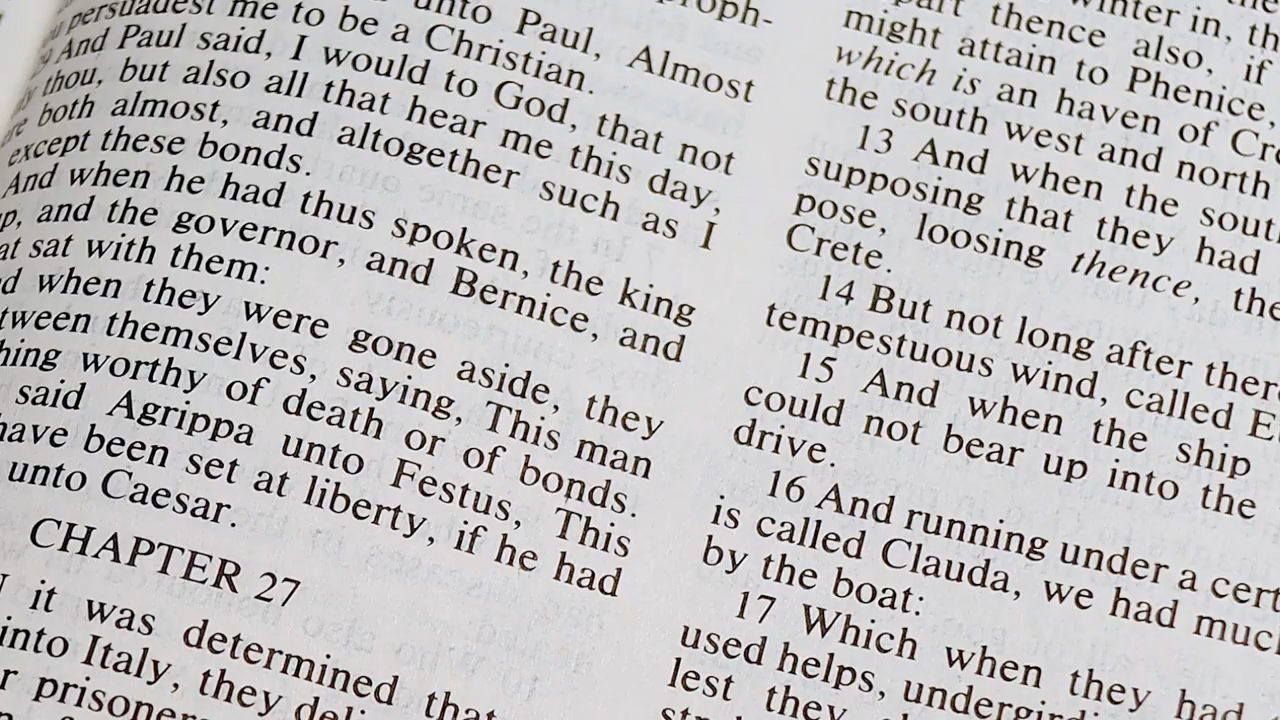 unto Paul, Almost
persuadest me to be a Christian.
And Paul said, I would to God, that not
thou, but also all that hear me this day,
both almost, and altogether such as I
except these bonds.
And when he had thus spoken, the king
and the governor, and Bernice, and
sat with them:
when they were gone aside, they
themselves, saying, This man
worthy of death or of bonds.
said Agrippa unto Festus, This
have been set at liberty, if he had
unto Caesar.
CHAPTER 27
it was determined that
into Italy, they
thence also, if
might attain to Phenice,
which is an haven of
the south west and north
13 And when the
supposing that they had
pose, loosing thence,
Crete.
14 But not long after
tempestuous wind, called
15 And when the ship
could not bear up into the
drive.
16 And running under a
is called Clauda, we had
by the boat:
17 Which when they had
used helps,
lest they